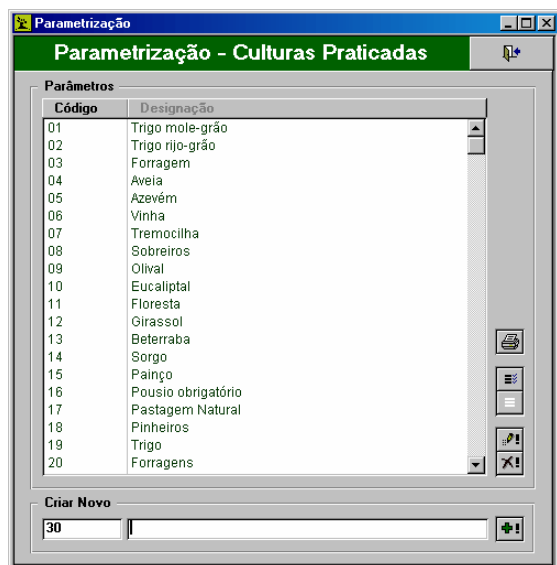 Parametrização
Parametrização - Culturas Praticadas
Parâmetros
Código Designação
01 Trigo mole-grão
02 Trigo rijo-grão
03 Forragem
04 Aveia
05 Azevém
06 Vinha
07 Tremocilha
08 Sobreiros
09 Olival
10 Eucaliptal
11 Floresta
12 Girassol
13 Beterraba
14 Sorgo
15 Painço
16 Pousio obrigatório
17 Pastagem Natural
18 Pinheiros
19 Trigo
20 Forragens
Criar Novo
30